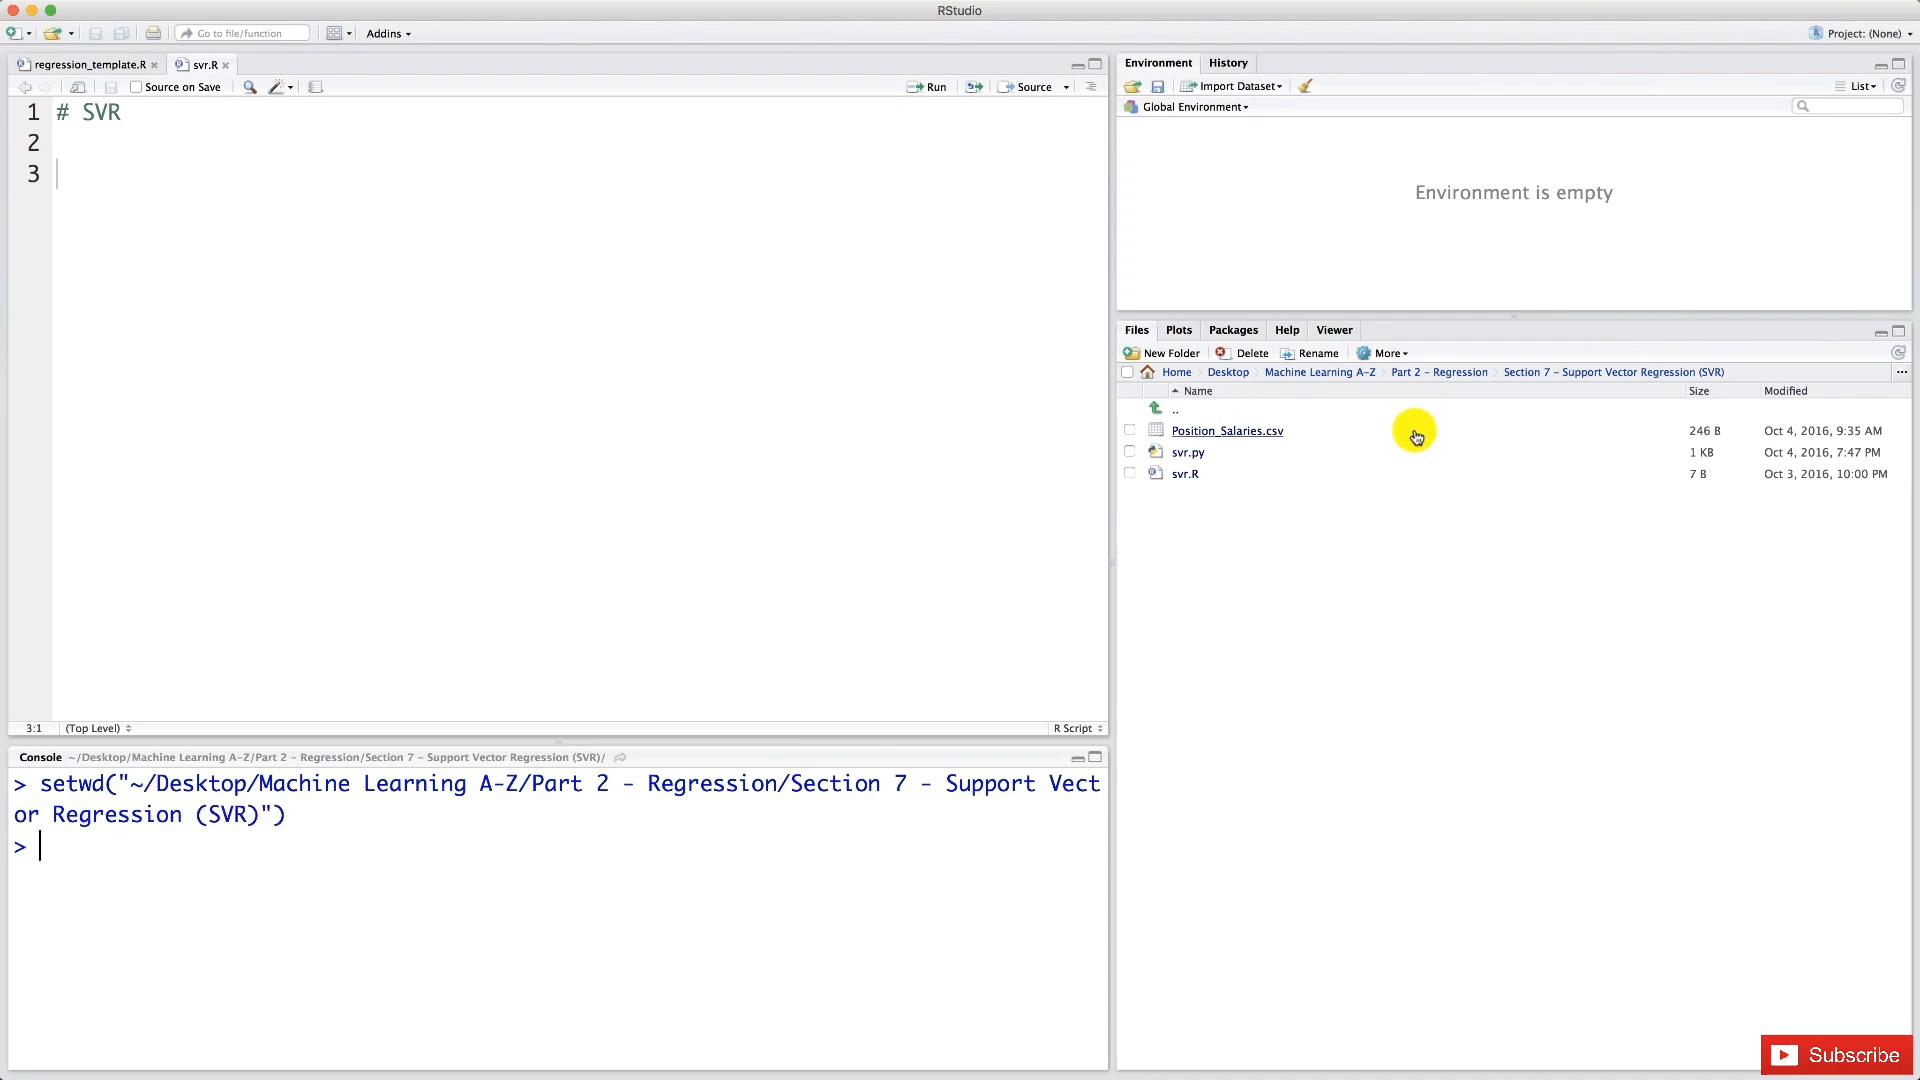 RStudio
Go to file/function
Addins
Project: (None)
regression_template.R
svr.R
Source on Save
Run
Source
1 # SVR
2
3
3:1
(Top Level)
R Script
Console ~/Desktop/Machine Learning A-Z/Part 2 - Regression/Section 7 - Support Vector Regression (SVR)/
> setwd("~/Desktop/Machine Learning A-Z/Part 2 - Regression/Section 7 - Support Vect
or Regression (SVR)")
>
Environment
History
Import Dataset
List
Global Environment
Environment is empty
Files
Plots
Packages
Help
Viewer
New Folder
Delete
Rename
More
Home
Desktop
Machine Learning A-Z
Part 2 - Regression
Section 7 - Support Vector Regression (SVR)
...
Name
Size
Modified
..
Position_Salaries.csv
246 B
Oct 4, 2016, 9:35 AM
svr.py
1 KB
Oct 4, 2016, 7:47 PM
svr.R
7 B
Oct 3, 2016, 10:00 PM
Subscribe